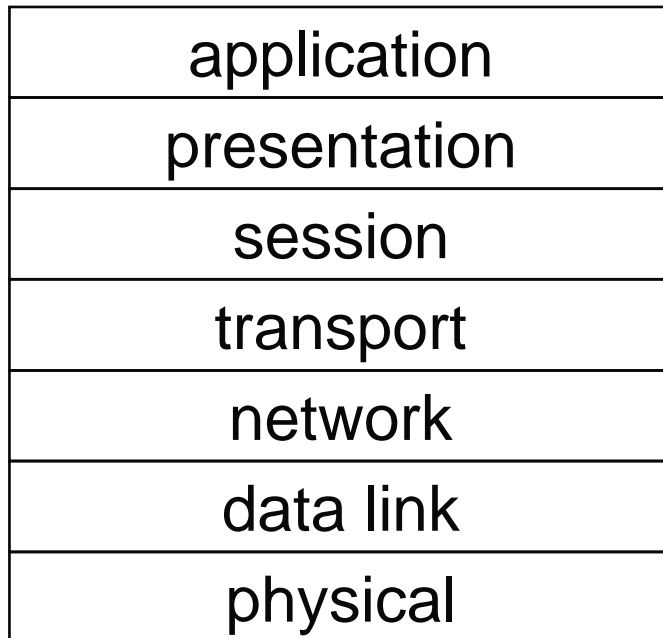 application
presentation
session
transport
network
data link
physical